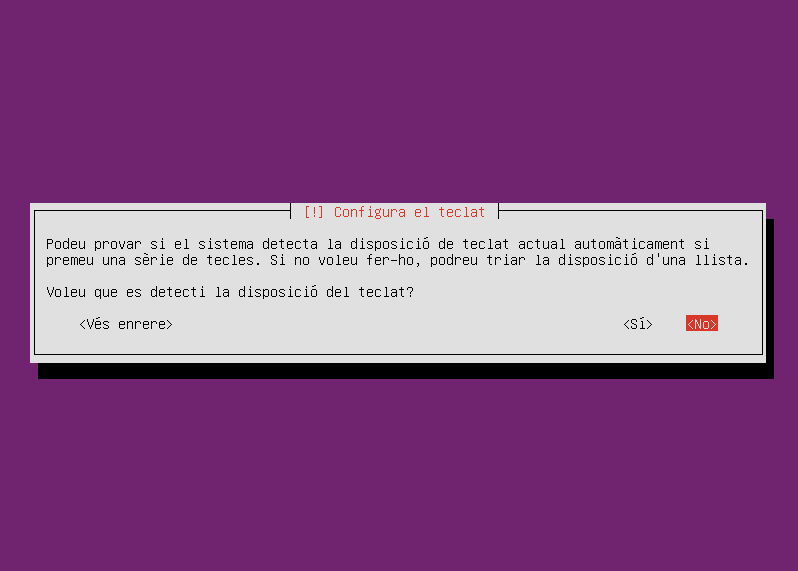 [!] Configura el teclat
Podeu provar si el sistema detecta la disposició de teclat actual automàticament si
premeu una sèrie de tecles. Si no voleu fer-ho, podreu triar la disposició d'una llista.
Voleu que es detecti la disposició del teclat?
<Vés enrere> <Sí> <No>